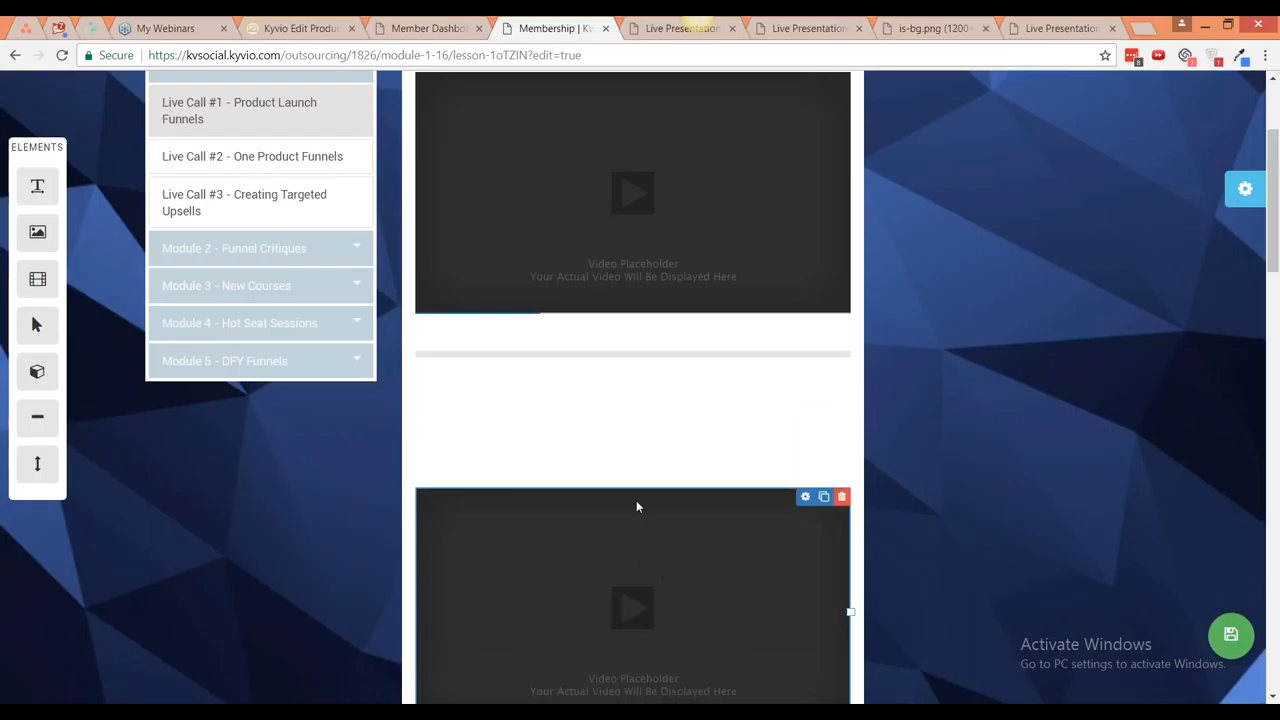 My Webinars
Kyvio Edit Produ
Member Dashbo
Membership | Kv
Live Presentation
Live Presentation
is-bg.png (1200×
Live Presentation
Secure
https://kvsocial.kyvio.com/outsourcing/1826/module-1-16/lesson-1oTZIN?edit=true
ELEMENTS
Live Call #1 - Product Launch
Funnels
Live Call #2 - One Product Funnels
Live Call #3 - Creating Targeted
Upsells
Module 2 - Funnel Critiques
Module 3 - New Courses
Module 4 - Hot Seat Sessions
Module 5 - DFY Funnels
Video Placeholder
Your Actual Video Will Be Displayed Here
Video Placeholder
Your Actual Video Will Be Displayed Here
Activate Windows
Go to PC settings to activate Windows.